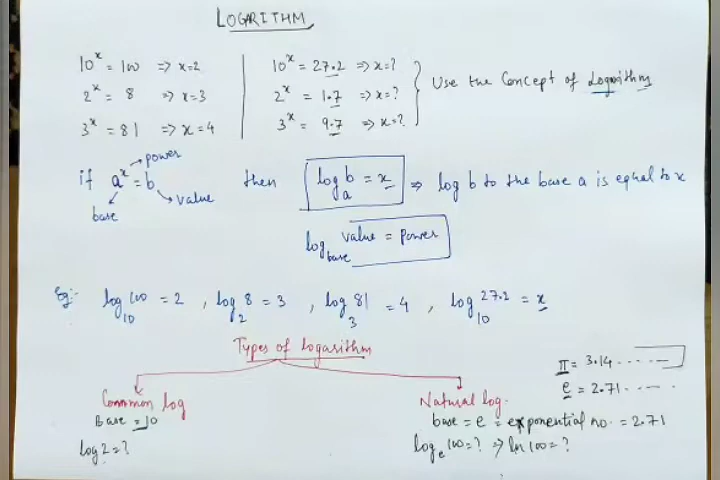 LOGARITHM
10^x = 100 => x=2
2^x = 8 => x=3
3^x = 81 => x=4
10^x = 27.2 => x=?
2^x = 1.7 => x=?
3^x = 9.7 => x=?
Use the Concept of Logarithms
if a^x = b then log_a b = x => log b to the base a is equal to x
power
base
value
log_base value = Power
Eg:- log_10 100 = 2 , log_2 8 = 3 , log_3 81 = 4 , log_10 27.2 = x
Types of logarithm
π = 3.14 .......
e = 2.71 .......
Common log
Base = 10
log 2 = ?
Natural log.
base = e = exponential no. = 2.71
log_e 100 = ? => ln 100 = ?